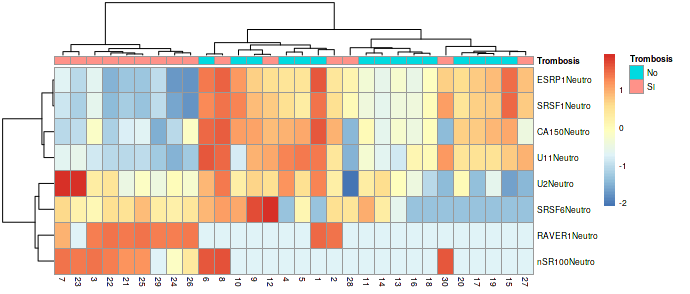 Trombosis
ESRP1Neutro
SRSF1Neutro
CA150Neutro
U11Neutro
U2Neutro
SRSF6Neutro
RAVER1Neutro
nSR100Neutro
7 23 3 22 21 25 29 24 26 6 8 10 9 12 4 5 1 2 28 11 14 13 16 18 30 20 17 19 15 27
1
0
-1
-2
Trombosis
No
SI